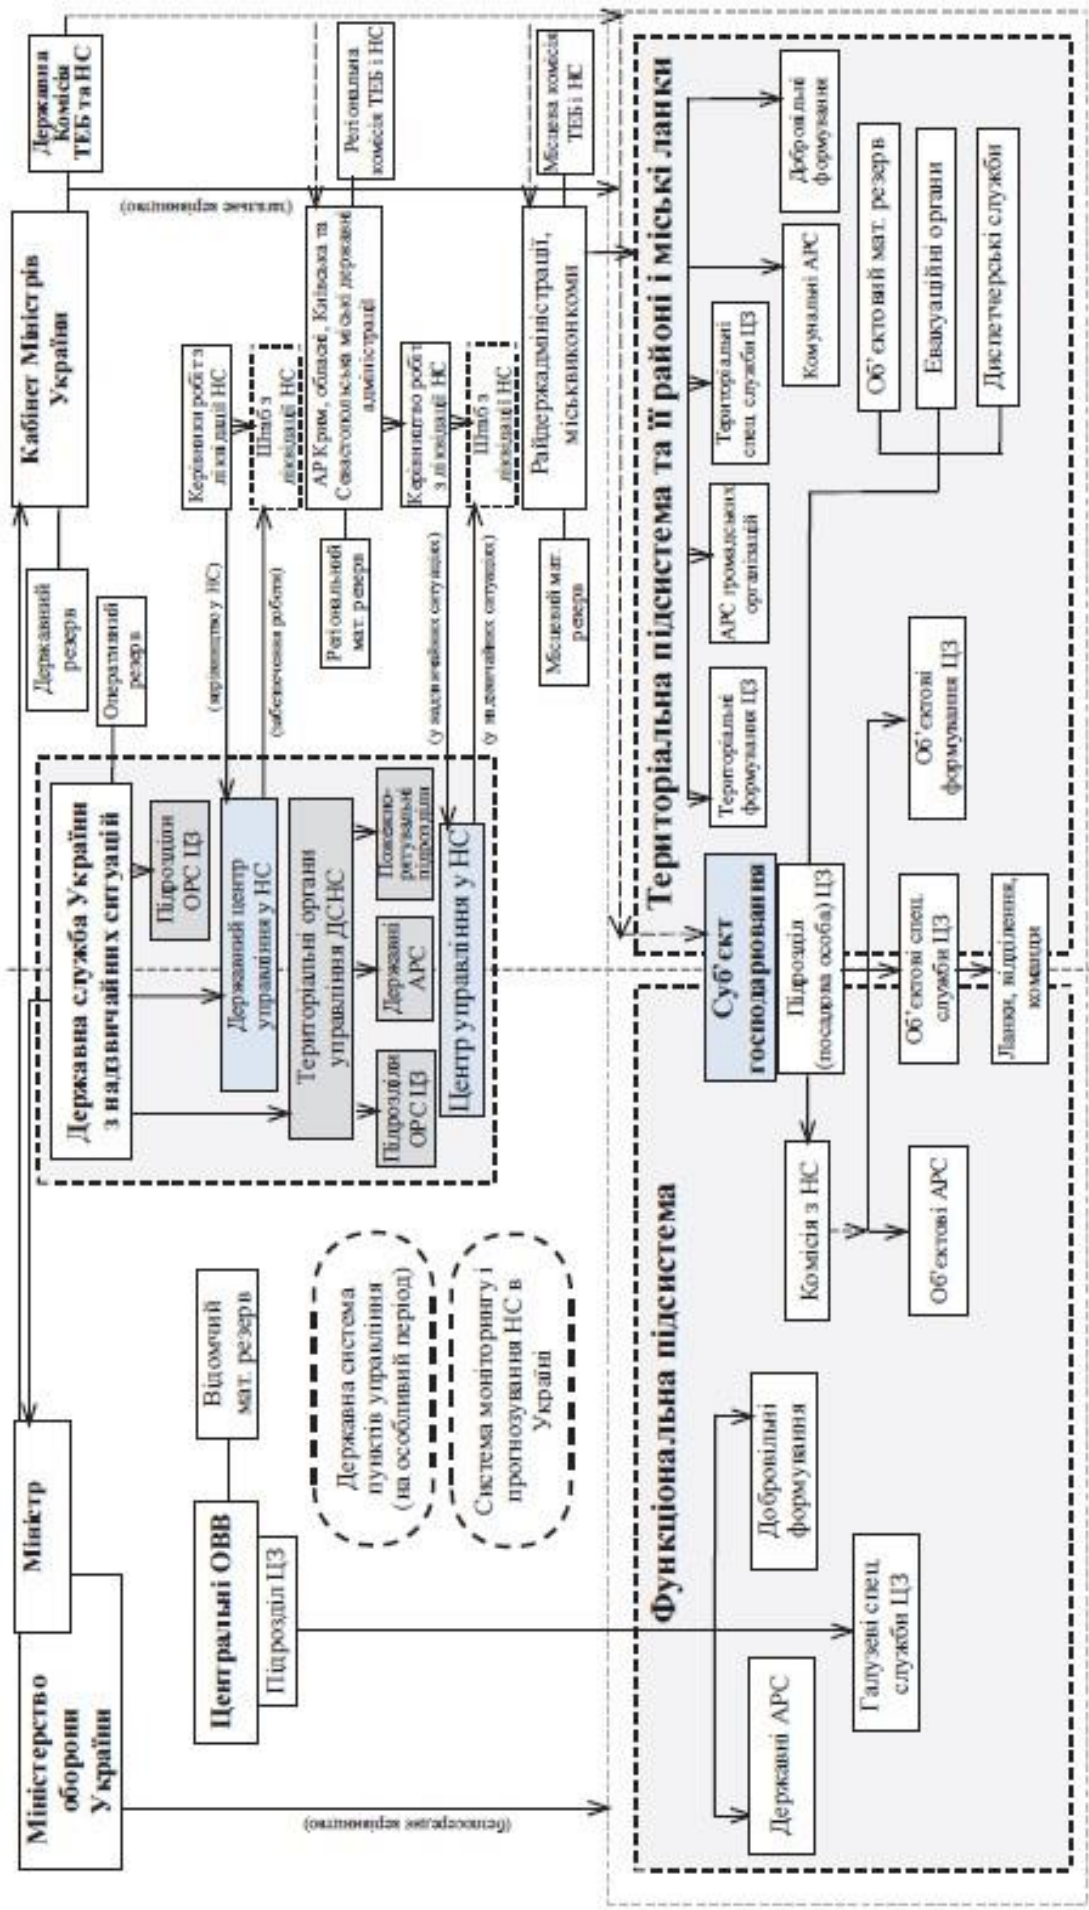 Міністерство
оборони
України
Міністр
Кабінет Міністрів
України
Державна
Комісія
ТЕБ та НС
Державний
резерв
Оперативний
резерв
(загальне керівництво)
(безпосереднє керівництво)
Центральні ОВВ
Підрозділ ЦЗ
Відомчий
мат. резерв
Державна система
пунктів управління
(на особливий період)
Система моніторингу і
прогнозування НС в
Україні
Державна служба України
з надзвичайних ситуацій
Підрозділи
ОРС ЦЗ
Державний центр
управління у НС
Територіальні органи
управління ДСНС
Підрозділи
ОРС ЦЗ
Державні
АРС
Пожежно-
рятувальні
підрозділи
Центр управління у НС
Керівники робіт з
ліквідації НС
Штаб з
ліквідації НС
(керівництво у НС)
(забезпечення роботи)
АР Крим, обласні, Київська та
Севастопольська міські державні
адміністрації
Регіональна
комісія ТЕБ і НС
Регіональний
мат. резерв
Керівництво робіт
з ліквідації НС
Штаб з
ліквідації НС
(у надзвичайних ситуаціях)
(у надзвичайних ситуаціях)
Райдержадміністрації,
міськвиконкоми
Місцева комісія
ТЕБ і НС
Місцевий мат.
резерв
Функціональна підсистема
Державні АРС
Добровільні
формування
Галузеві спец.
служби ЦЗ
Територіальна підсистема та її районі і міські ланки
Територіальні
формування ЦЗ
АРС громадських
організацій
Територіальні
спец. служби ЦЗ
Комунальні АРС
Добровільні
формування
Суб'єкт
господарювання
Підрозділ
(посадова особа) ЦЗ
Комісія з НС
Об'єктові АРС
Об'єктові спец.
служби ЦЗ
Ланки, відділення,
команди
Об'єктові
формування ЦЗ
Об'єктовий мат. резерв
Евакуаційні органи
Диспетчерські служби